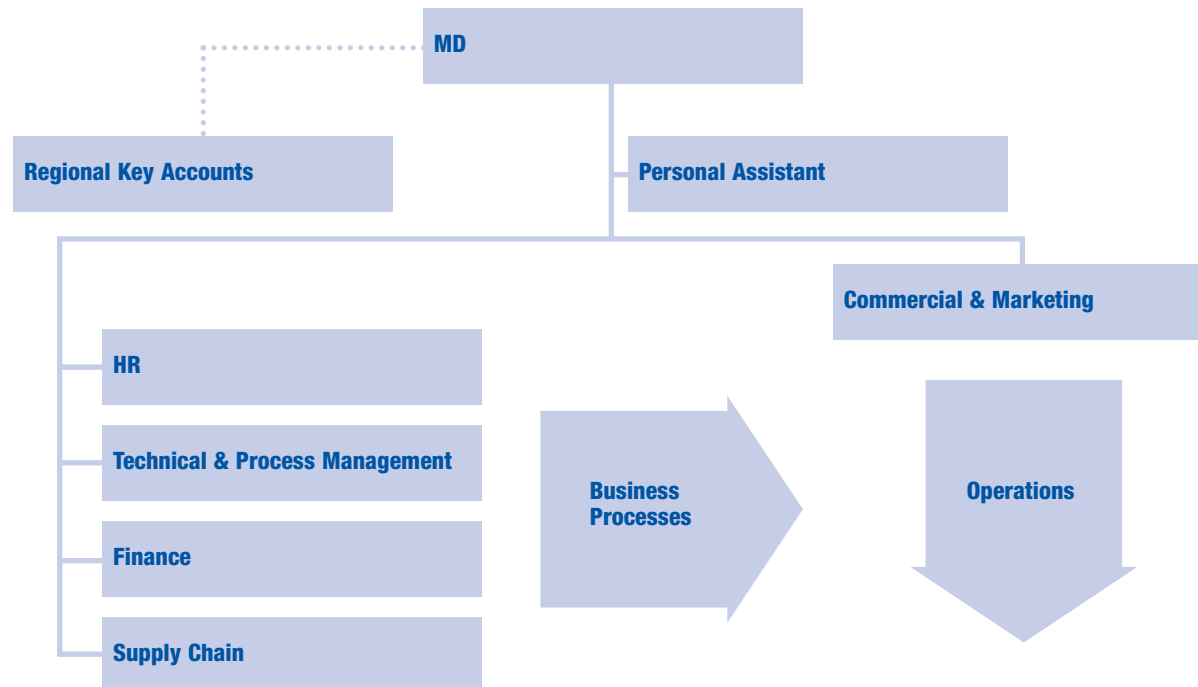 MD
Regional Key Accounts
Personal Assistant
Commercial & Marketing
HR
Technical & Process Management
Finance
Supply Chain
Business
Processes
Operations